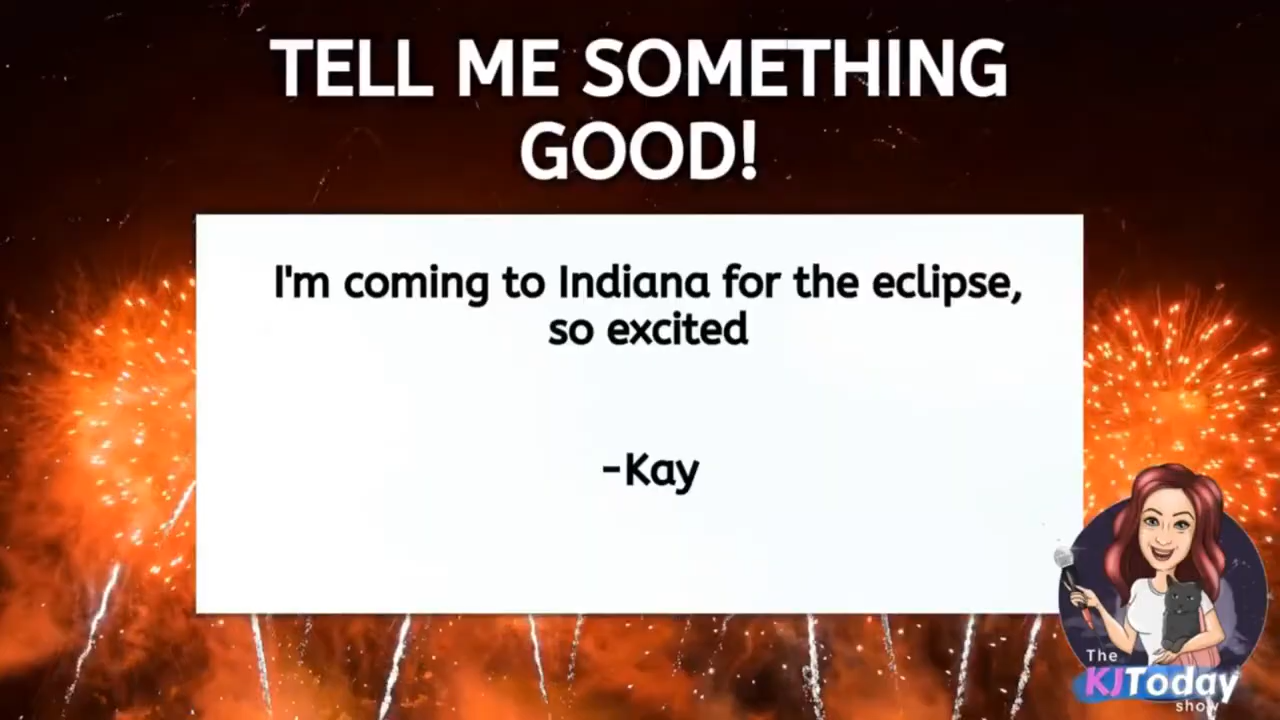 TELL ME SOMETHING
GOOD!
I'm coming to Indiana for the eclipse,
so excited
-Kay
The
KJToday
show